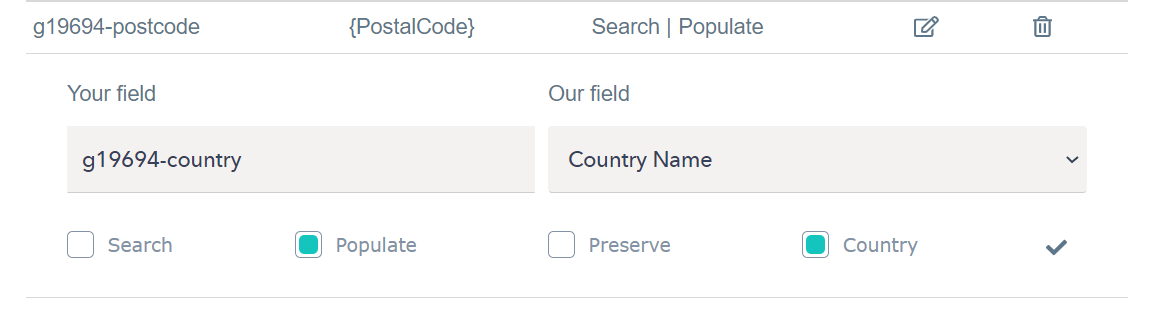 g19694-postcode {PostalCode} Search | Populate
Your field Our field
g19694-country Country Name
Search Populate Preserve Country